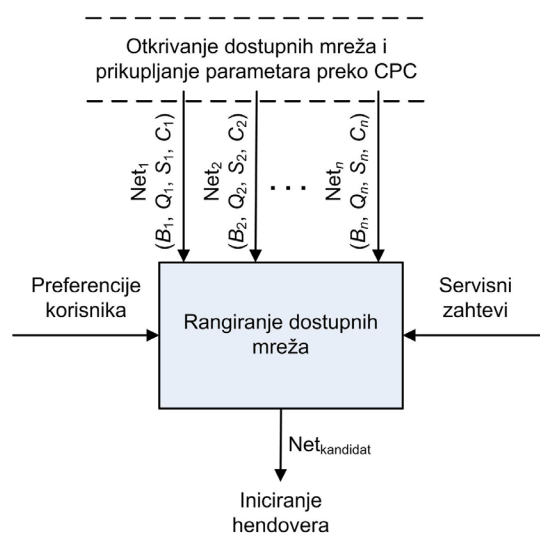 Otkrivanje dostupnih mreža i
prikupljanje parametara preko CPC
Net1
(B1, Q1, S1, C1)
Net2
(B2, Q2, S2, C2)
. . .
Netn
(Bn, Qn, Sn, Cn)
Preferencije
korisnika
Rangiranje dostupnih
mreža
Servisni
zahtevi
Netkandidat
Iniciranje
hendovera